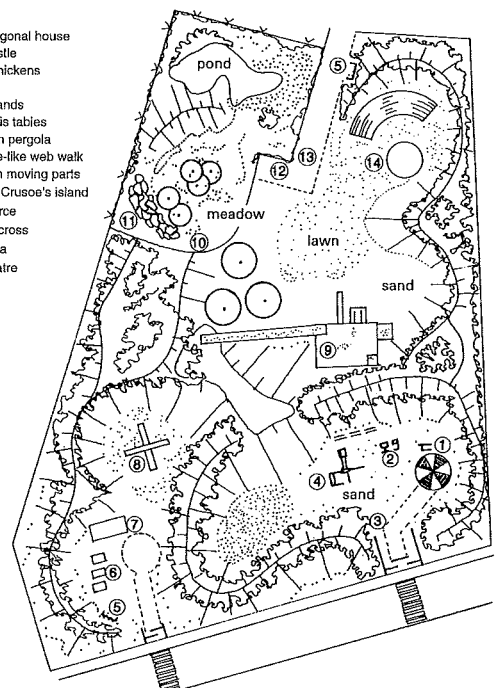 gonal house
stle
hickens
ands
is tables
n pergola
e-like web walk
n moving parts
Crusoe's island
rce
cross
a
atre
pond
5
13
14
12
11
meadow
10
lawn
sand
9
1
2
8
4
sand
3
7
6
5